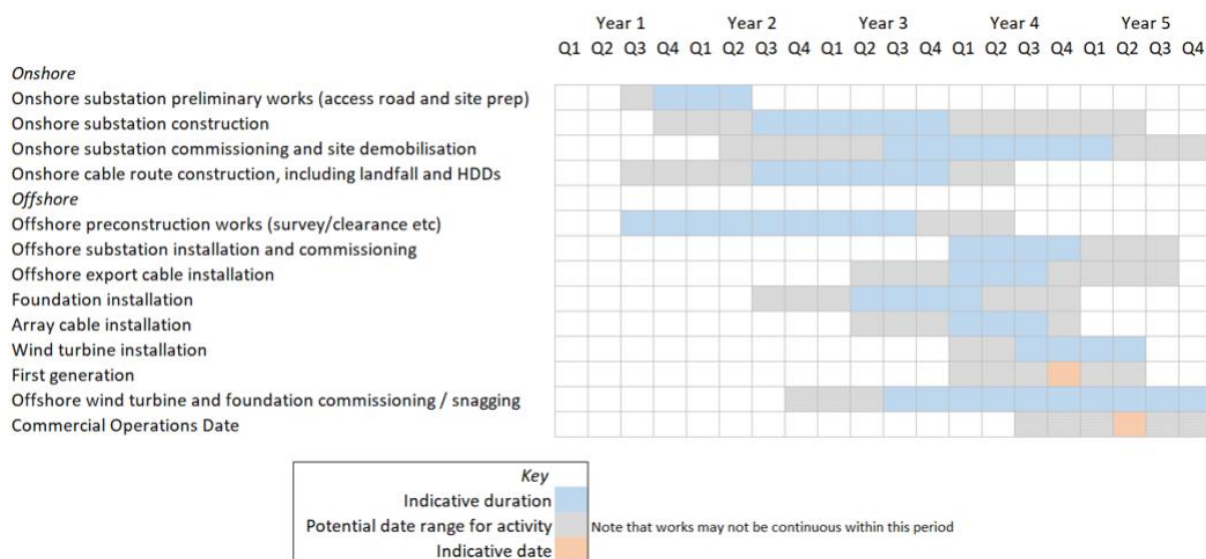 Year 1 Year 2 Year 3 Year 4 Year 5
Q1 Q2 Q3 Q4 Q1 Q2 Q3 Q4 Q1 Q2 Q3 Q4 Q1 Q2 Q3 Q4 Q1 Q2 Q3 Q4
Onshore
Onshore substation preliminary works (access road and site prep)
Onshore substation construction
Onshore substation commissioning and site demobilisation
Onshore cable route construction, including landfall and HDDs
Offshore
Offshore preconstruction works (survey/clearance etc)
Offshore substation installation and commissioning
Offshore export cable installation
Foundation installation
Array cable installation
Wind turbine installation
First generation
Offshore wind turbine and foundation commissioning / snagging
Commercial Operations Date
Key
Indicative duration
Potential date range for activity Note that works may not be continuous within this period
Indicative date